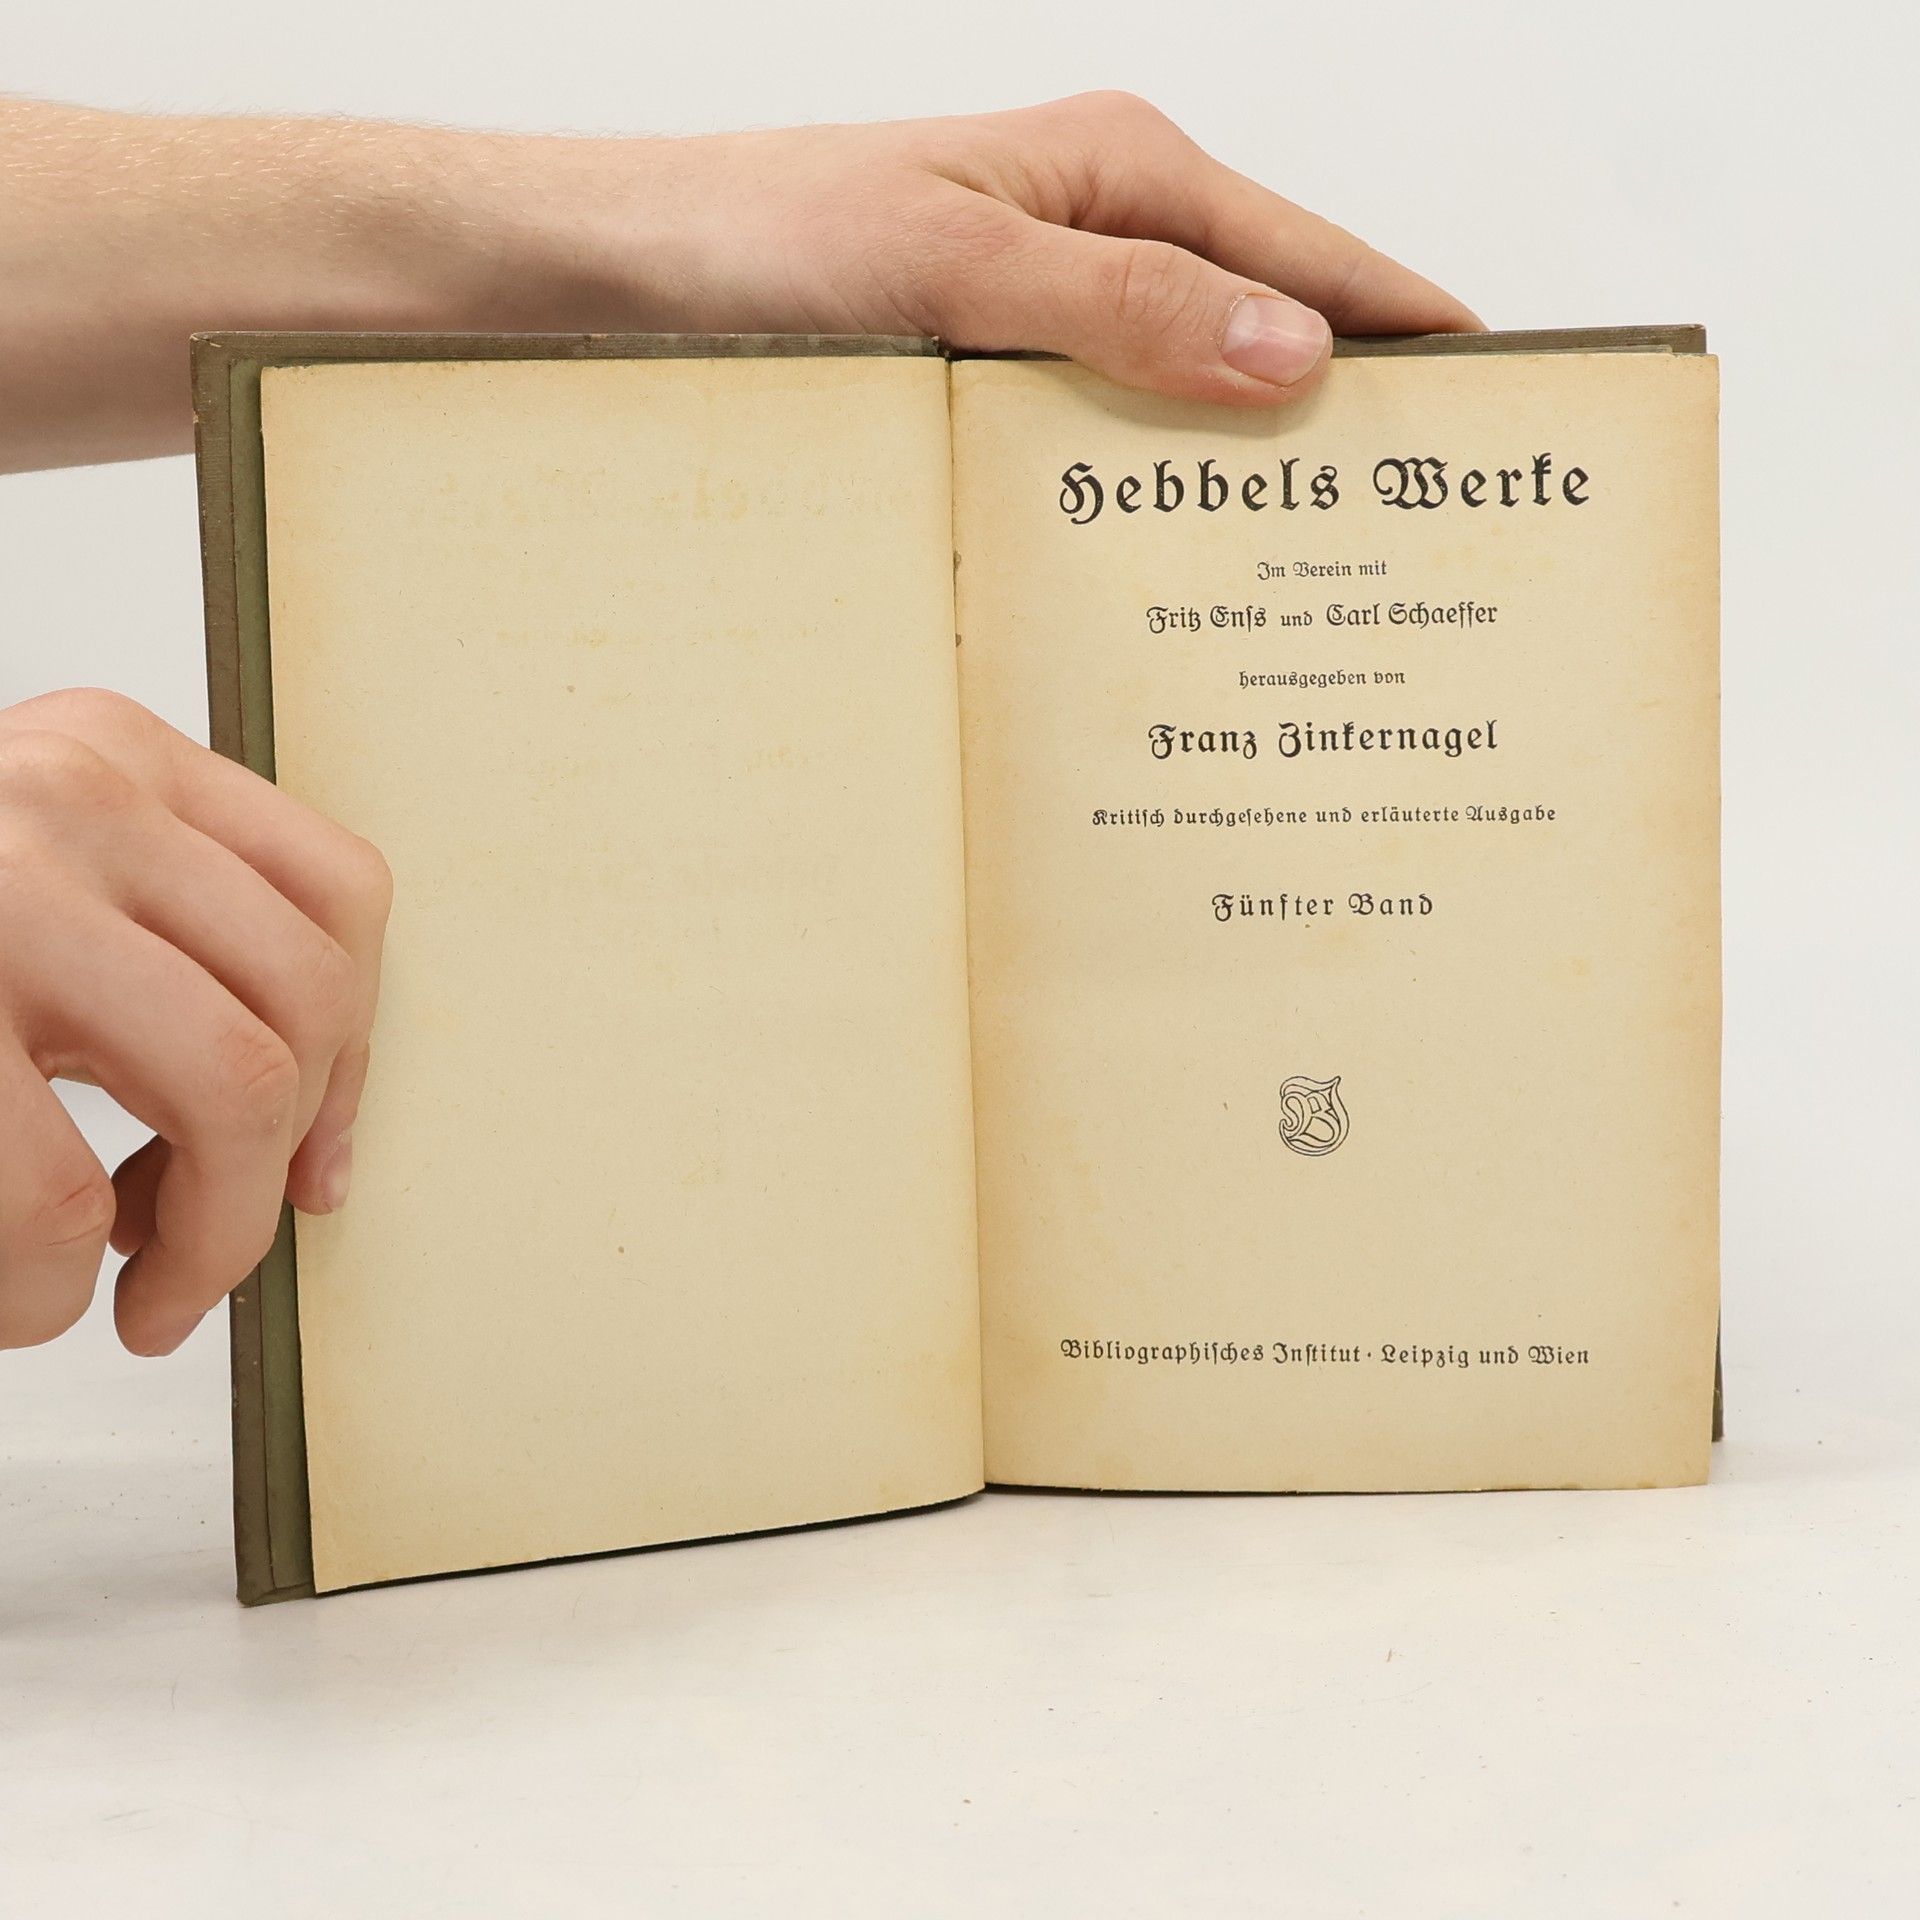 Hebbels Werke
Im Verein mit
Fritz Enſs und Carl Schaeffer
herausgegeben von
Franz Zinkernagel
Kritiſch durchgeſehene und erläuterte Ausgabe
Fünfter Band
BI
Bibliographiſches Inſtitut · Leipzig und Wien